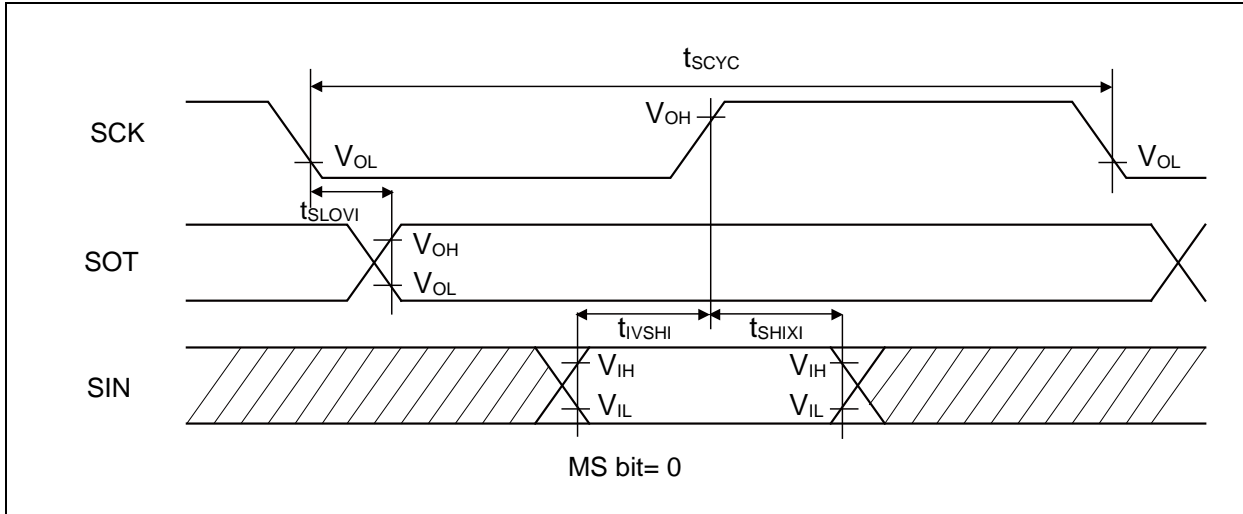 tSCYC
SCK
VOH
VOL
VOL
tSLOVI
SOT
VOH
VOL
tIVSHI
tSHIXI
SIN
VIH
VIH
VIL
VIL
MS bit= 0